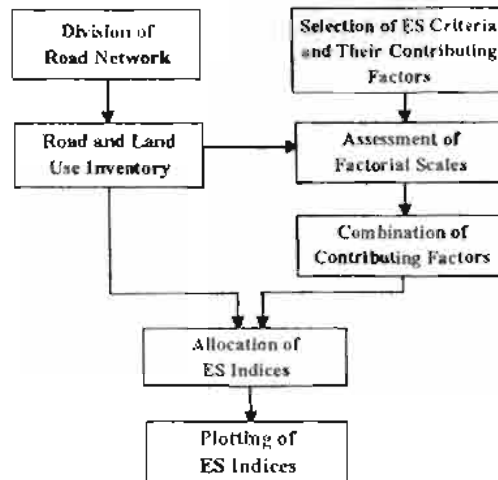 Division of
Road Network
Selection of ES Criteria
and Their Contributing
Factors
Road and Land
Use Inventory
Assessment of
Factorial Scales
Combination of
Contributing Factors
Allocation of
ES Indices
Plotting of
ES Indices